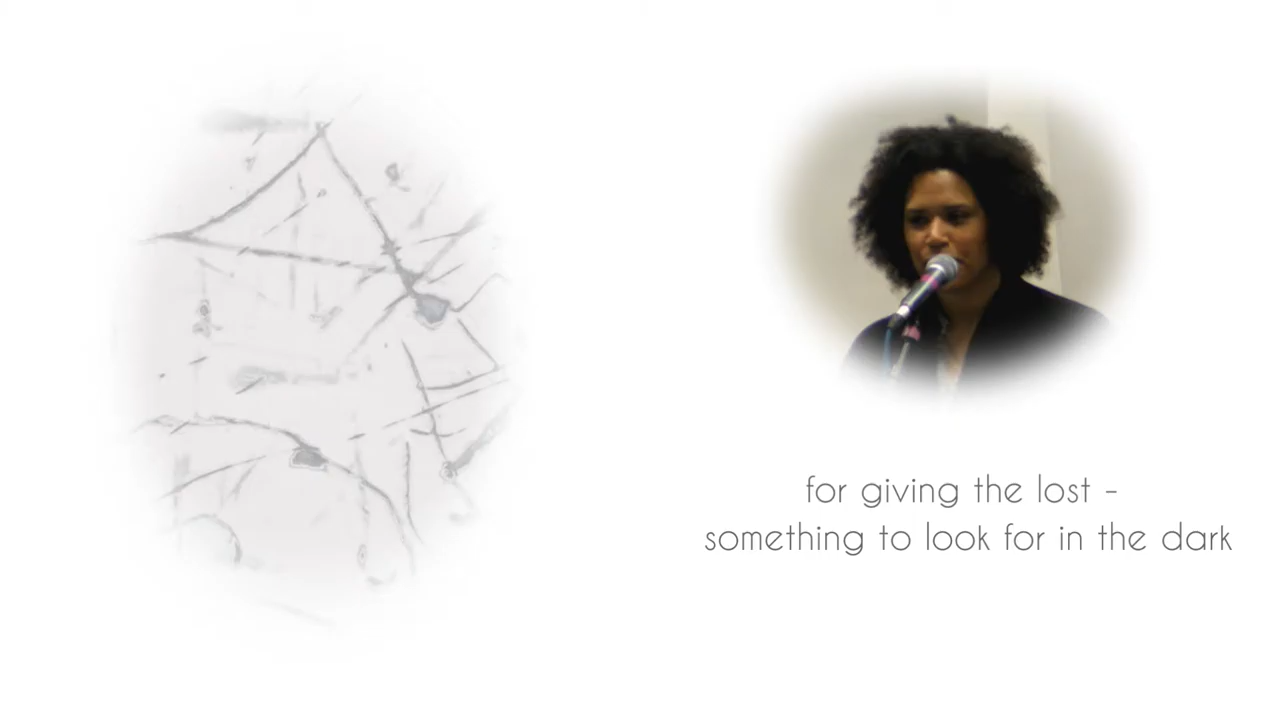 for giving the lost -
something to look for in the dark